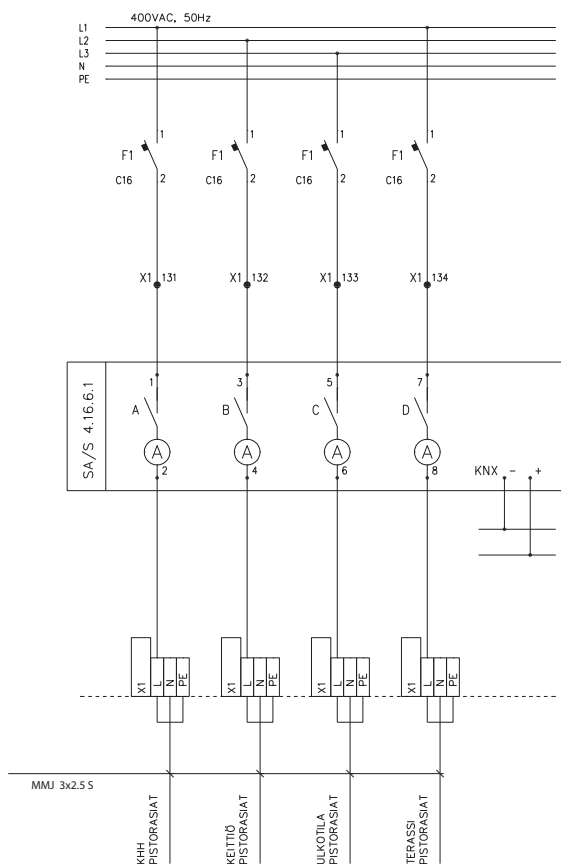 400VAC, 50Hz
L1
L2
L3
N
PE
1 1 1 1
F1 F1 F1 F1
C16 2 C16 2 C16 2 C16 2
X1 131 X1 132 X1 133 X1 134
SA/S 4.16.6.1
1 3 5 7
A B C D
A A A A
2 4 6 8
KNX - +
X1 L N PE X1 L N PE X1 L N PE X1 L N PE
MMJ 3x2.5 S
KHH
PISTORASIAT
KEITTIÖ
PISTORASIAT
ULKOTILA
PISTORASIAT
TERASSI
PISTORASIAT